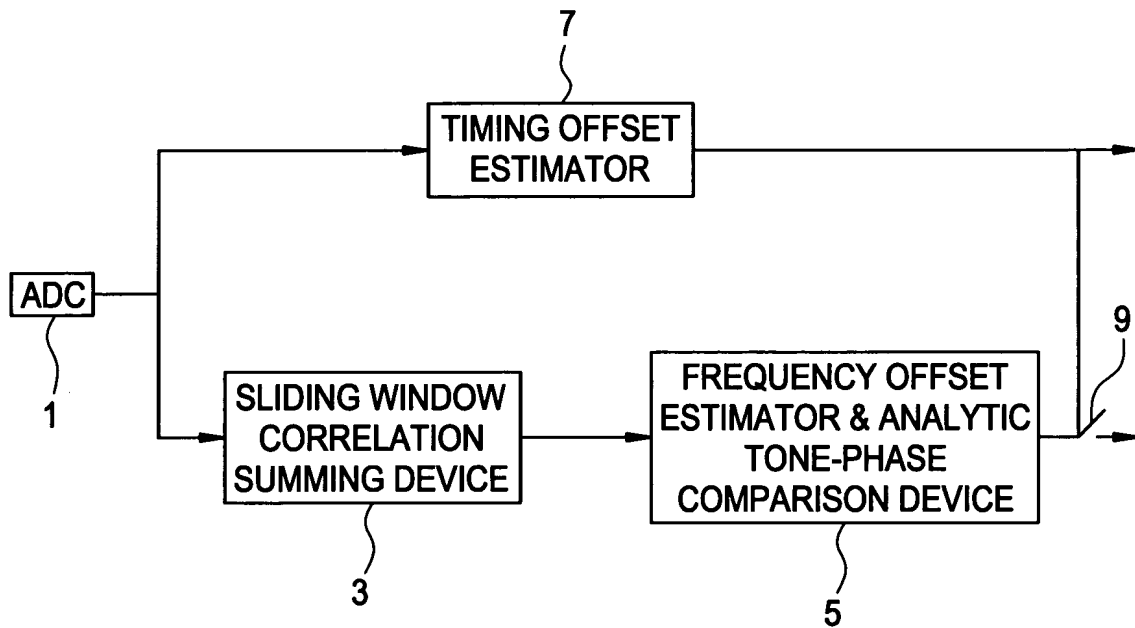 7
TIMING OFFSET
ESTIMATOR
ADC
1
9
SLIDING WINDOW
CORRELATION
SUMMING DEVICE
3
FREQUENCY OFFSET
ESTIMATOR & ANALYTIC
TONE-PHASE
COMPARISON DEVICE
5